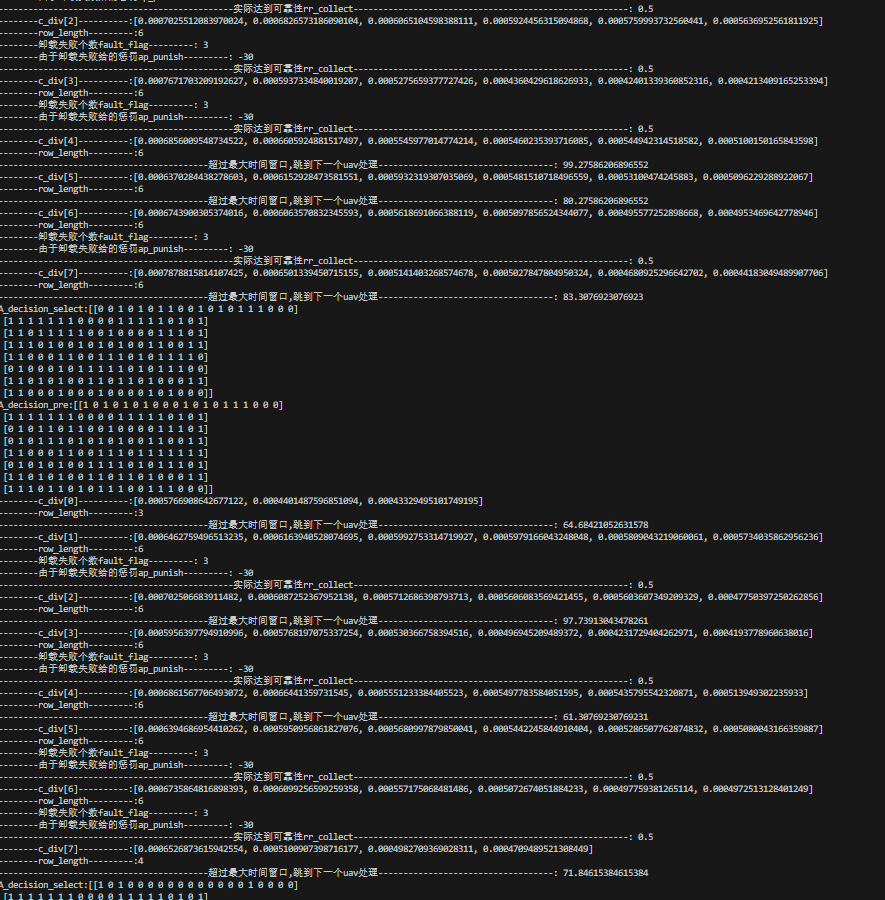 --------------------------------------实际达到可靠性rr_collect--------------------------------------------: 0.5
--------c_div[2]----------:[0.0007025512083970024, 0.0006826573186090104, 0.0006065104598388111, 0.0005924456315094868, 0.0005759993732560441, 0.0005636952561811925]
--------row_length---------:6
--------卸载失败个数fault_flag---------: 3
--------由于卸载失败给的惩罚ap_punish---------: -30
--------------------------------------实际达到可靠性rr_collect--------------------------------------------: 0.5
--------c_div[3]----------:[0.0007671703209192627, 0.0005937334840019207, 0.0005275659377727426, 0.0004360429618626933, 0.00042401339360852316, 0.0004213409165253394]
--------row_length---------:6
--------卸载失败个数fault_flag---------: 3
--------由于卸载失败给的惩罚ap_punish---------: -30
--------------------------------------实际达到可靠性rr_collect--------------------------------------------: 0.5
--------c_div[4]----------:[0.0006856009548734522, 0.0006605924881517497, 0.0005545977014774214, 0.0005460235393716085, 0.000544942314518582, 0.0005100150165843598]
--------row_length---------:6
---------------------------------超过最大时间窗口,跳到下一个uav处理-----------------------------------: 99.27586206896552
--------c_div[5]----------:[0.0006370284438278603, 0.0006152928473581551, 0.0005932319307035069, 0.0005481510718496559, 0.00053100474245883, 0.0005096229288922067]
--------row_length---------:6
---------------------------------超过最大时间窗口,跳到下一个uav处理-----------------------------------: 80.27586206896552
--------c_div[6]----------:[0.0006743900305374016, 0.0006063570832345593, 0.0005618691066388119, 0.0005097856524344077, 0.000495577252898668, 0.0004953469642778946]
--------row_length---------:6
--------卸载失败个数fault_flag---------: 3
--------由于卸载失败给的惩罚ap_punish---------: -30
--------------------------------------实际达到可靠性rr_collect--------------------------------------------: 0.5
--------c_div[7]----------:[0.0007878815814107425, 0.0006501339450715155, 0.0005141403268574678, 0.0005027847804950324, 0.0004680925296642702, 0.00044183049489907706]
--------row_length---------:6
---------------------------------超过最大时间窗口,跳到下一个uav处理-----------------------------------: 83.3076923076923
A_decision_select:[[0 0 1 0 1 0 1 1 0 0 1 0 1 0 1 1 1 0 0 0]
[1 1 1 1 1 1 1 0 0 0 0 1 1 1 1 1 0 1 0 1]
[1 1 0 1 1 1 1 1 0 1 0 1 0 0 0 0 1 1 0 1]
[1 1 1 0 1 0 0 1 0 1 0 1 0 0 1 1 0 0 1 1]
[1 1 0 0 0 1 1 0 0 1 1 1 0 1 0 1 1 1 1 0]
[0 1 0 0 0 1 0 0 1 1 1 1 0 1 0 1 1 1 0 0]
[1 1 1 0 1 0 1 0 0 1 1 0 1 0 1 0 0 0 1 1]
[1 1 0 0 0 1 0 0 0 1 0 0 0 0 1 0 1 0 0 1]]
A_decision_pre:[[1 0 1 0 1 0 1 0 0 0 1 0 1 0 1 1 1 0 0 0]
[1 1 1 1 1 1 1 0 0 0 0 1 1 1 1 1 0 1 0 1]
[0 1 0 1 1 0 1 0 1 1 0 1 0 0 0 1 1 1 0 1]
[0 1 0 1 1 1 0 1 0 1 0 1 0 0 1 1 0 0 1 1]
[1 1 1 0 0 1 1 0 0 1 1 1 0 1 1 1 1 1 1 1]
[0 1 0 1 0 1 0 0 1 1 1 1 0 1 0 1 1 1 0 1]
[1 1 1 0 1 0 1 0 0 1 1 0 1 0 1 0 0 0 1 1]
[1 1 1 0 1 1 0 1 0 1 1 1 0 0 1 1 1 0 0 0]]
--------c_div[0]----------:[0.0005766908642677122, 0.0004401487596851094, 0.00043329495101749195]
--------row_length---------:3
---------------------------------超过最大时间窗口,跳到下一个uav处理-----------------------------------: 64.68421052631578
--------c_div[1]----------:[0.0006462759496513235, 0.0006163940528074695, 0.0005992753314719927, 0.0005979166043248048, 0.0005809043219060061, 0.0005734035862956236]
--------row_length---------:6
--------卸载失败个数fault_flag---------: 3
--------由于卸载失败给的惩罚ap_punish---------: -30
--------------------------------------实际达到可靠性rr_collect--------------------------------------------: 0.5
--------c_div[2]----------:[0.000702506683911482, 0.0006087252367952138, 0.0005712686398793713, 0.0005606083569421455, 0.0005603607349209329, 0.00047750397250262856]
--------row_length---------:6
---------------------------------超过最大时间窗口,跳到下一个uav处理-----------------------------------: 97.73913043478261
--------c_div[3]----------:[0.0005956397794910996, 0.0005768197075337254, 0.000530366758394516, 0.000496945209489372, 0.0004231729404262971, 0.0004193778960638016]
--------row_length---------:6
--------卸载失败个数fault_flag---------: 3
--------由于卸载失败给的惩罚ap_punish---------: -30
--------------------------------------实际达到可靠性rr_collect--------------------------------------------: 0.5
--------c_div[4]----------:[0.0006861567706493072, 0.00066441359731545, 0.0005551233384405523, 0.0005497783584051595, 0.0005435795542320871, 0.000513949302235933]
--------row_length---------:6
---------------------------------超过最大时间窗口,跳到下一个uav处理-----------------------------------: 61.30769230769231
--------c_div[5]----------:[0.0006394686954410262, 0.0005950956861827076, 0.0005680997879850041, 0.0005442245844910404, 0.0005286507762874832, 0.0005080043166359887]
--------row_length---------:6
--------卸载失败个数fault_flag---------: 3
--------由于卸载失败给的惩罚ap_punish---------: -30
--------------------------------------实际达到可靠性rr_collect--------------------------------------------: 0.5
--------c_div[6]----------:[0.0006735864816898393, 0.0006099256599259358, 0.000557175068481486, 0.0005072674051884233, 0.000497759381265114, 0.0004972513128401249]
--------row_length---------:6
--------卸载失败个数fault_flag---------: 3
--------由于卸载失败给的惩罚ap_punish---------: -30
--------------------------------------实际达到可靠性rr_collect--------------------------------------------: 0.5
--------c_div[7]----------:[0.0006526873615942554, 0.0005100907398716177, 0.0004982709369028311, 0.0004709489521308449]
--------row_length---------:4
---------------------------------超过最大时间窗口,跳到下一个uav处理-----------------------------------: 71.84615384615384
A_decision_select:[[1 0 1 0 0 0 0 0 0 0 0 0 0 0 0 1 0 0 0 0]
[1 1 1 1 1 1 1 0 0 0 0 1 1 1 1 1 0 1 0 1]